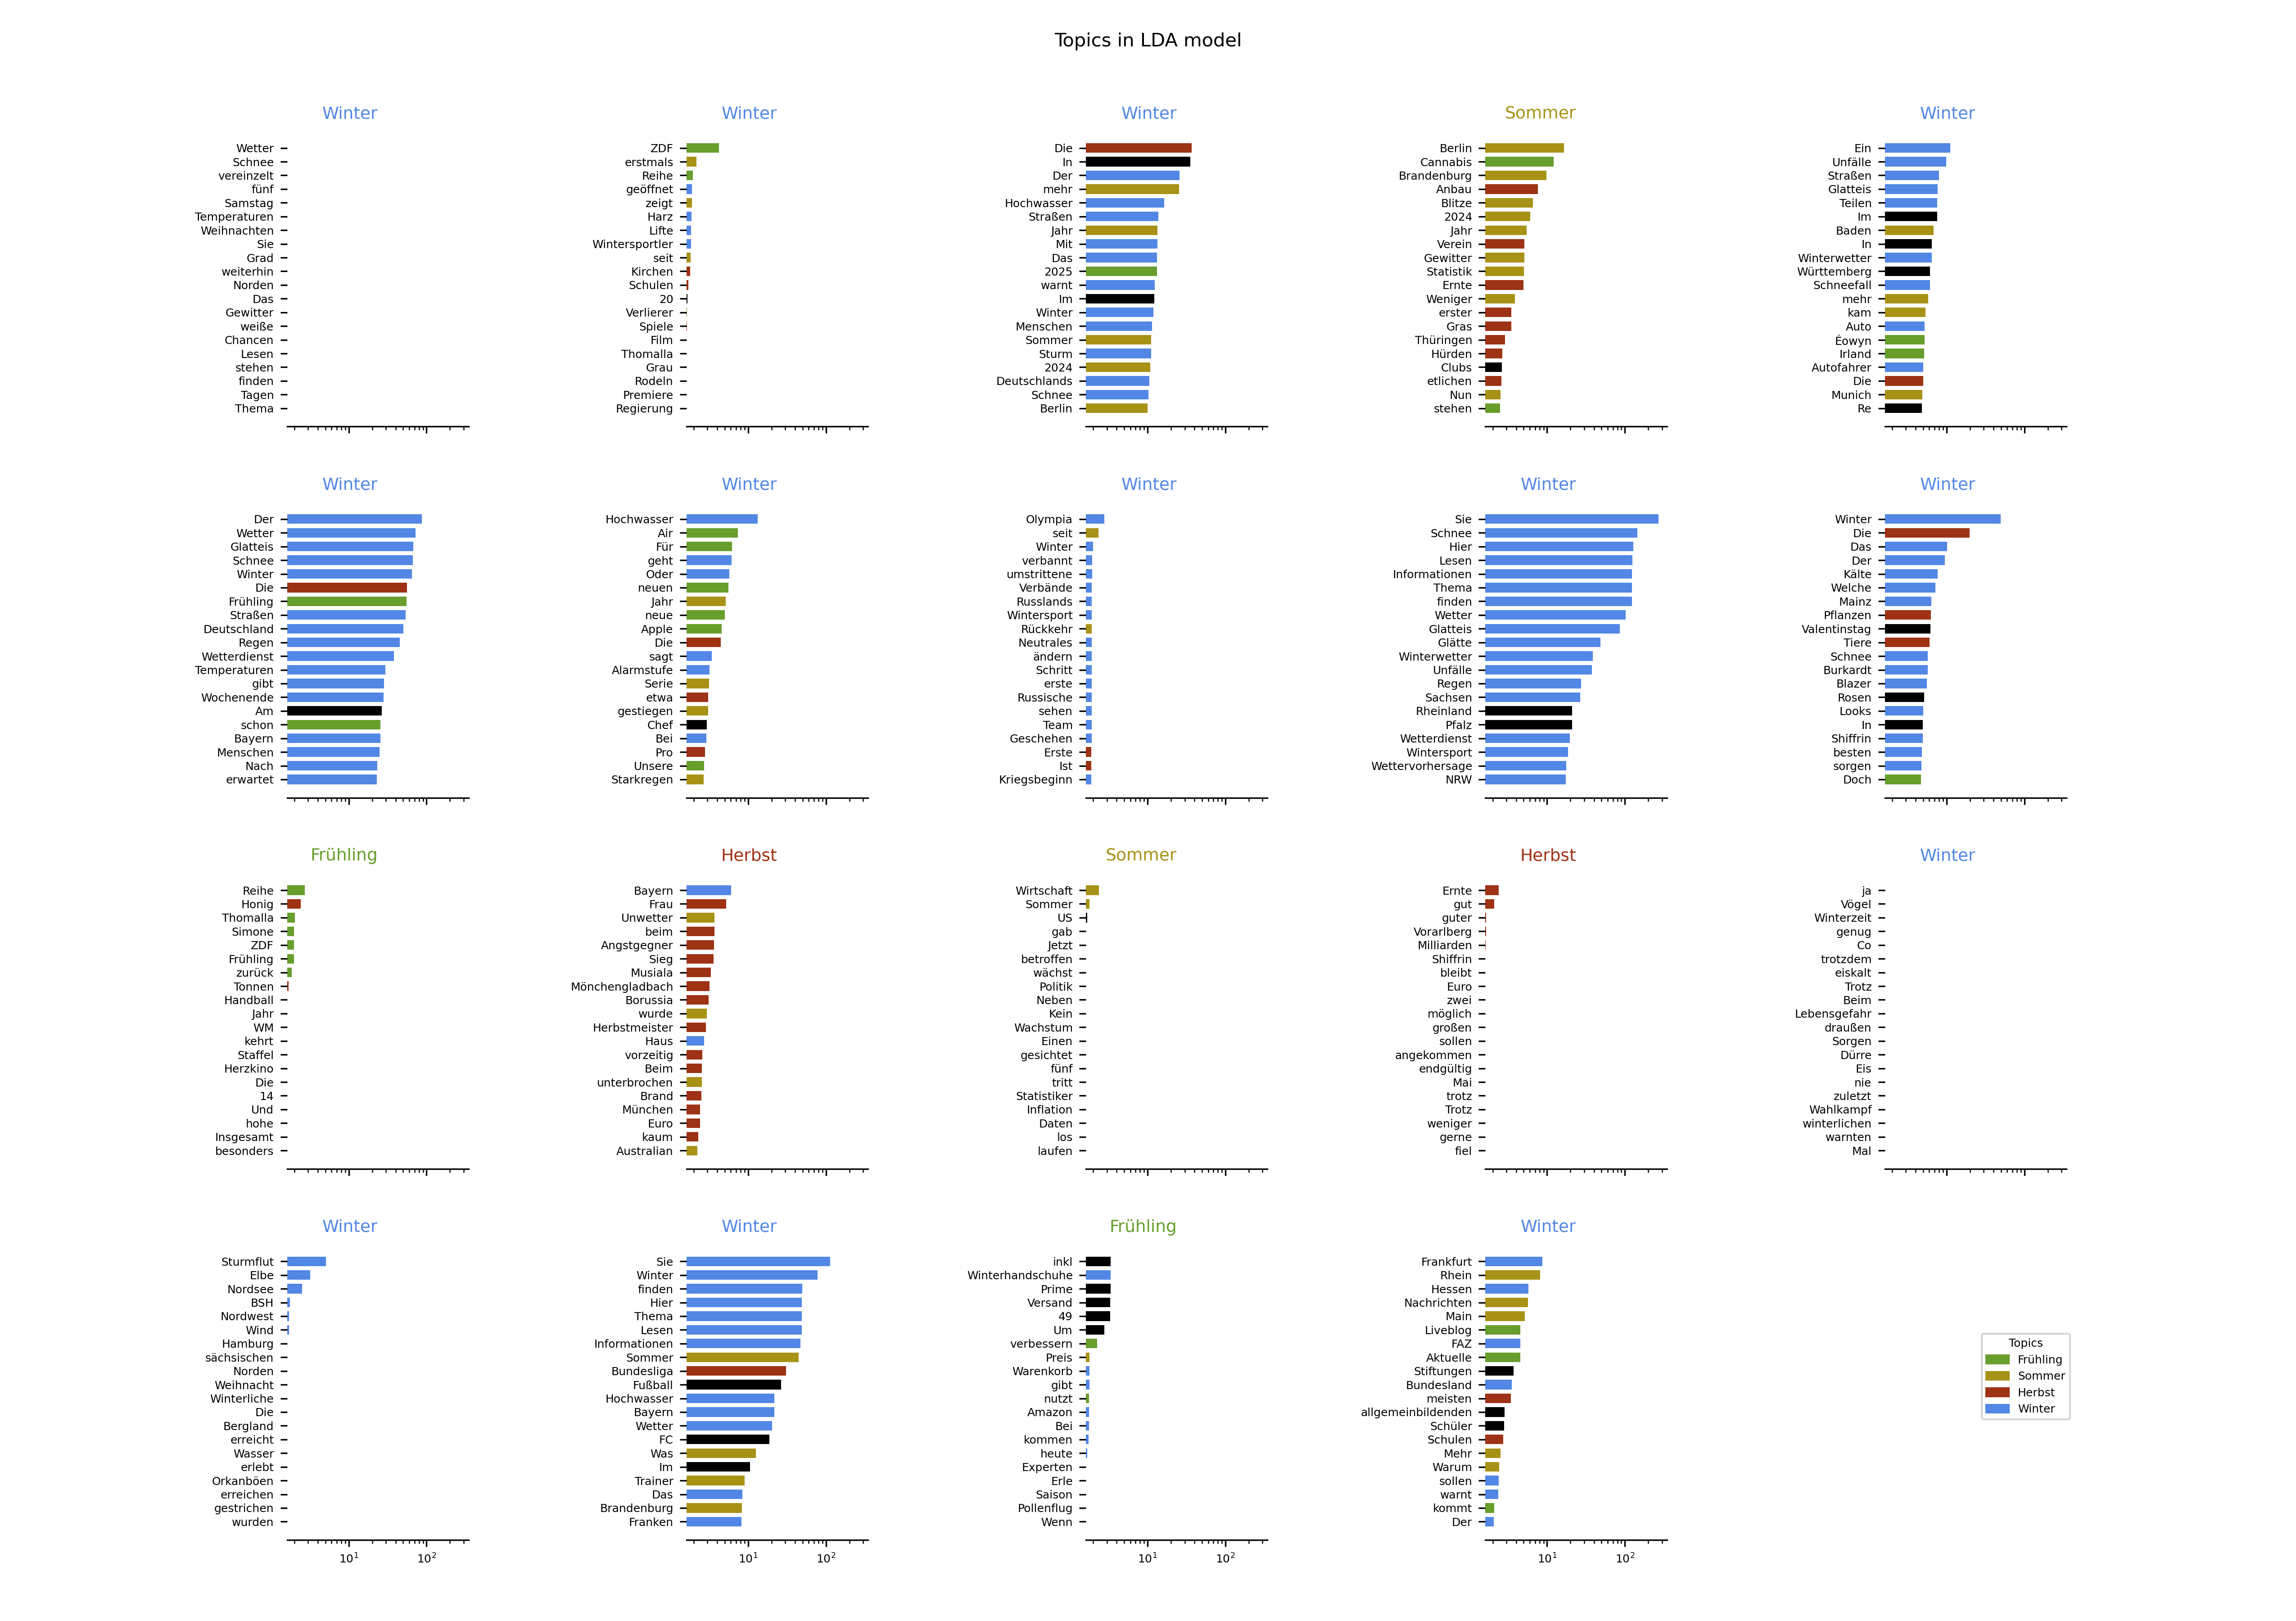 Topics in LDA model
Winter
Wetter
Schnee
vereinzelt
fünf
Samstag
Temperaturen
Weihnachten
Sie
Grad
weiterhin
Norden
Das
Gewitter
weiße
Chancen
Lesen
stehen
finden
Tagen
Thema
Winter
ZDF
erstmals
Reihe
geöffnet
zeigt
Harz
Lifte
Wintersportler
seit
Kirchen
Schulen
20
Verlierer
Spiele
Film
Thomalla
Grau
Rodeln
Premiere
Regierung
Winter
Die
In
Der
mehr
Hochwasser
Straßen
Jahr
Mit
Das
2025
warnt
Im
Winter
Menschen
Sommer
Sturm
2024
Deutschlands
Schnee
Berlin
Sommer
Berlin
Cannabis
Brandenburg
Anbau
Blitze
2024
Jahr
Verein
Gewitter
Statistik
Ernte
Weniger
erster
Gras
Thüringen
Hürden
Clubs
etlichen
Nun
stehen
Winter
Ein
Unfälle
Straßen
Glatteis
Teilen
Im
Baden
In
Winterwetter
Württemberg
Schneefall
mehr
kam
Auto
Éowyn
Irland
Autofahrer
Die
Munich
Re
Winter
Der
Wetter
Glatteis
Schnee
Winter
Die
Frühling
Straßen
Deutschland
Regen
Wetterdienst
Temperaturen
gibt
Wochenende
Am
schon
Bayern
Menschen
Nach
erwartet
Winter
Hochwasser
Air
Für
geht
Oder
neuen
Jahr
neue
Apple
Die
sagt
Alarmstufe
Serie
etwa
gestiegen
Chef
Bei
Pro
Unsere
Starkregen
Winter
Olympia
seit
Winter
verbannt
umstrittene
Verbände
Russlands
Wintersport
Rückkehr
Neutrales
ändern
Schritt
erste
Russische
sehen
Team
Geschehen
Erste
Ist
Kriegsbeginn
Winter
Sie
Schnee
Hier
Lesen
Informationen
Thema
finden
Wetter
Glatteis
Glätte
Winterwetter
Unfälle
Regen
Sachsen
Rheinland
Pfalz
Wetterdienst
Wintersport
Wettervorhersage
NRW
Winter
Winter
Die
Das
Der
Kälte
Welche
Mainz
Pflanzen
Valentinstag
Tiere
Schnee
Burkardt
Blazer
Rosen
Looks
In
Shiffrin
besten
sorgen
Doch
Frühling
Reihe
Honig
Thomalla
Simone
ZDF
Frühling
zurück
Tonnen
Handball
Jahr
WM
kehrt
Staffel
Herzkino
Die
14
Und
hohe
Insgesamt
besonders
Herbst
Bayern
Frau
Unwetter
beim
Angstgegner
Sieg
Musiala
Mönchengladbach
Borussia
wurde
Herbstmeister
Haus
vorzeitig
Beim
unterbrochen
Brand
München
Euro
kaum
Australian
Sommer
Wirtschaft
Sommer
US
gab
Jetzt
betroffen
wächst
Politik
Neben
Kein
Wachstum
Einen
gesichtet
fünf
tritt
Statistiker
Inflation
Daten
los
laufen
Herbst
Ernte
gut
guter
Vorarlberg
Milliarden
Shiffrin
bleibt
Euro
zwei
möglich
großen
sollen
angekommen
endgültig
Mai
trotz
Trotz
weniger
gerne
fiel
Winter
ja
Vögel
Winterzeit
genug
Co
trotzdem
eiskalt
Trotz
Beim
Lebensgefahr
draußen
Sorgen
Dürre
Eis
nie
zuletzt
Wahlkampf
winterlichen
warnten
Mal
Winter
Sturmflut
Elbe
Nordsee
BSH
Nordwest
Wind
Hamburg
sächsischen
Norden
Weihnacht
Winterliche
Die
Bergland
erreicht
Wasser
erlebt
Orkanböen
erreichen
gestrichen
wurden
10¹ 10²
Winter
Sie
Winter
finden
Hier
Thema
Lesen
Informationen
Sommer
Bundesliga
Fußball
Hochwasser
Bayern
Wetter
FC
Was
Im
Trainer
Das
Brandenburg
Franken
10¹ 10²
Frühling
inkl
Winterhandschuhe
Prime
Versand
49
Um
verbessern
Preis
Warenkorb
gibt
nutzt
Amazon
Bei
kommen
heute
Experten
Erle
Saison
Pollenflug
Wenn
10¹ 10²
Winter
Frankfurt
Rhein
Hessen
Nachrichten
Main
Liveblog
FAZ
Aktuelle
Stiftungen
Bundesland
meisten
allgemeinbildenden
Schüler
Schulen
Mehr
Warum
sollen
warnt
kommt
Der
10¹ 10²
Topics
Frühling
Sommer
Herbst
Winter